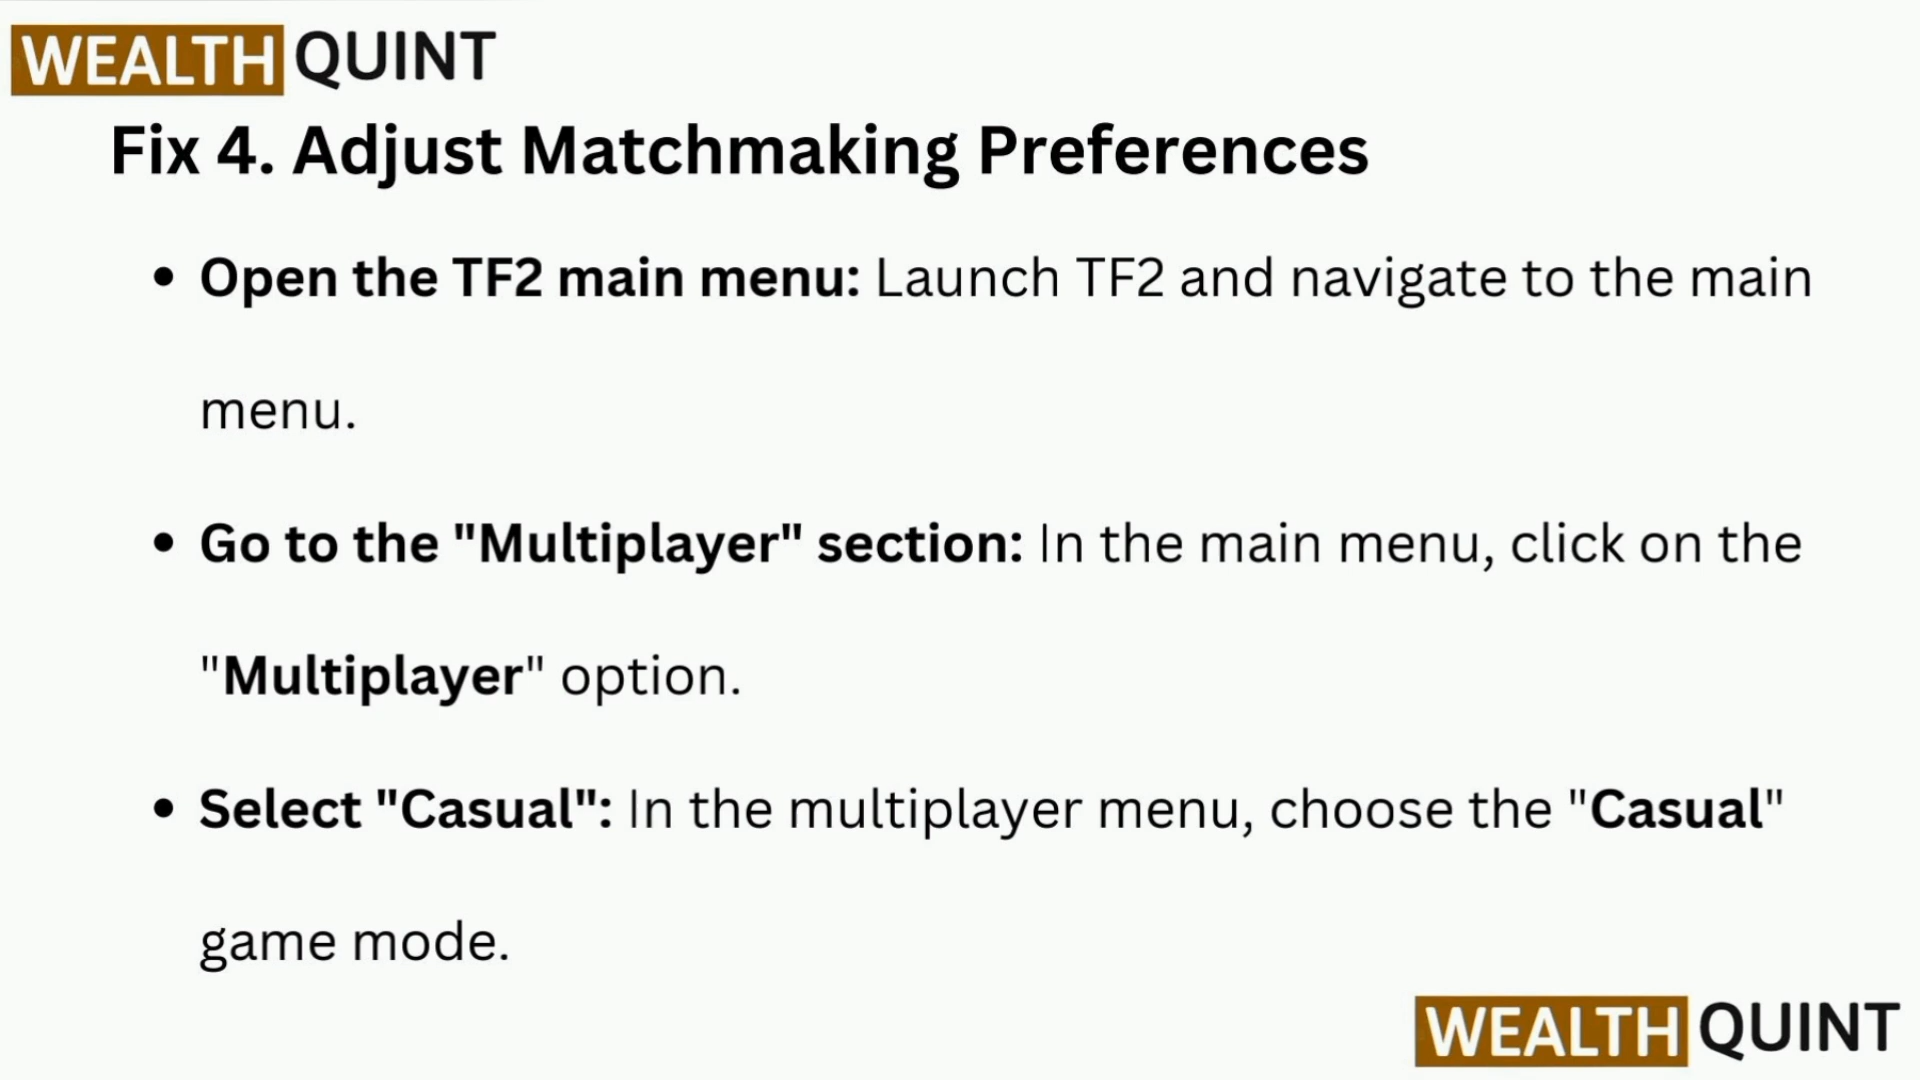 WEALTH QUINT
Fix 4. Adjust Matchmaking Preferences
• Open the TF2 main menu: Launch TF2 and navigate to the main
menu.
• Go to the "Multiplayer" section: In the main menu, click on the
"Multiplayer" option.
• Select "Casual": In the multiplayer menu, choose the "Casual"
game mode.
WEALTH QUINT